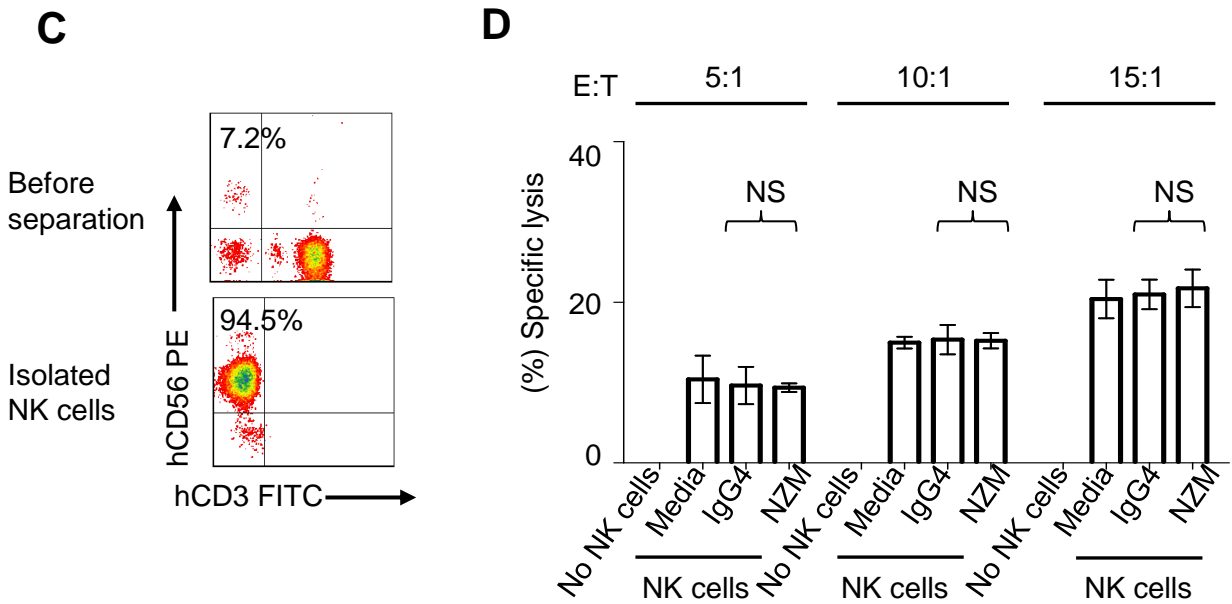 C
7.2%
Before
separation
94.5%
Isolated
NK cells
hCD56 PE
hCD3 FITC
D
E:T
5:1
10:1
15:1
(%) Specific lysis
40
20
0
NS
NS
NS
No NK cells
Media
IgG4
NZM
No NK cells
Media
IgG4
NZM
No NK cells
Media
IgG4
NZM
NK cells
NK cells
NK cells